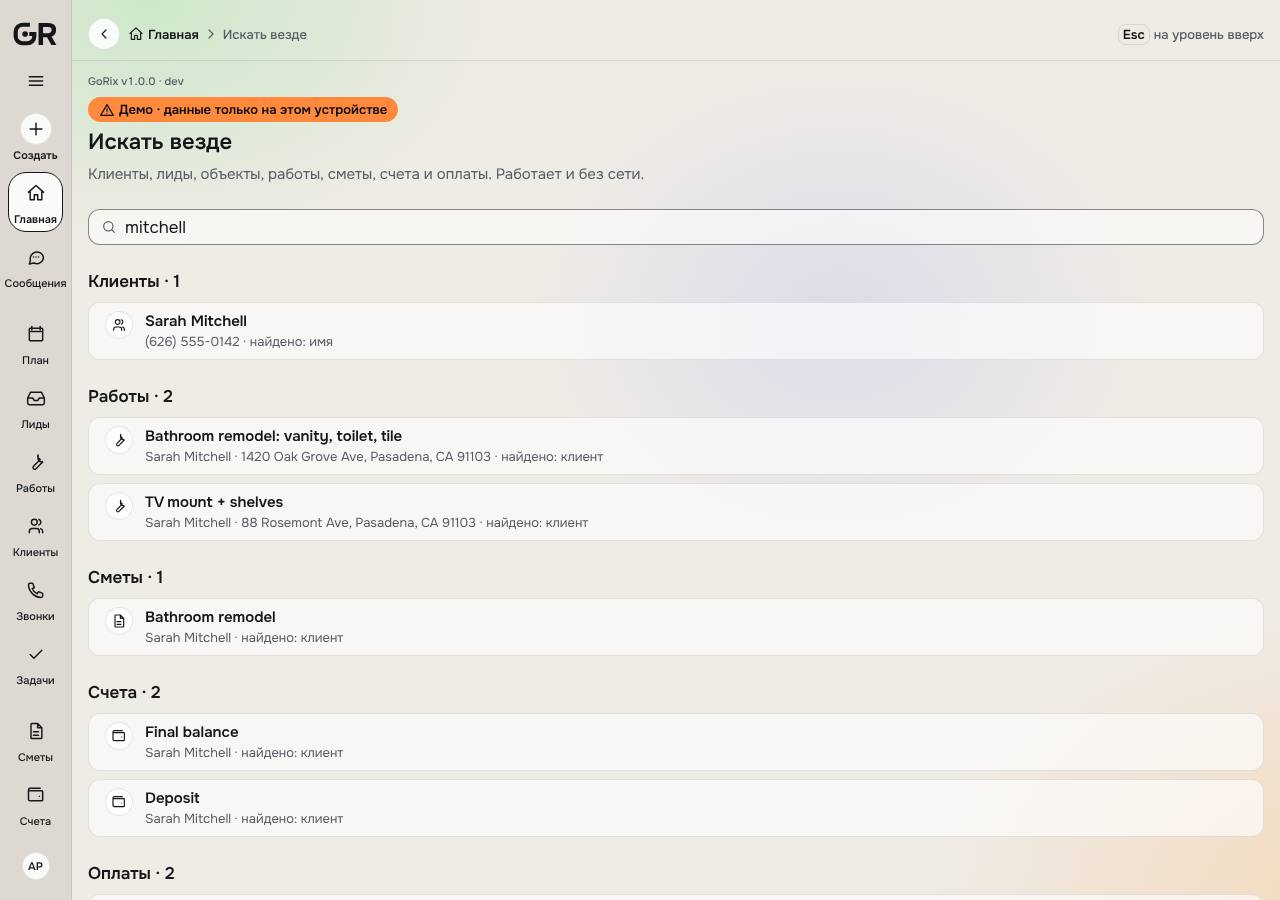 GR
Создать
Главная
Сообщения
План
Лиды
Работы
Клиенты
Звонки
Задачи
Сметы
Счета
AP
Главная > Искать везде
Esc на уровень вверх
GoRix v1.0.0 · dev
Демо · данные только на этом устройстве
Искать везде
Клиенты, лиды, объекты, работы, сметы, счета и оплаты. Работает и без сети.
mitchell
Клиенты · 1
Sarah Mitchell
(626) 555-0142 · найдено: имя
Работы · 2
Bathroom remodel: vanity, toilet, tile
Sarah Mitchell · 1420 Oak Grove Ave, Pasadena, CA 91103 · найдено: клиент
TV mount + shelves
Sarah Mitchell · 88 Rosemont Ave, Pasadena, CA 91103 · найдено: клиент
Сметы · 1
Bathroom remodel
Sarah Mitchell · найдено: клиент
Счета · 2
Final balance
Sarah Mitchell · найдено: клиент
Deposit
Sarah Mitchell · найдено: клиент
Оплаты · 2